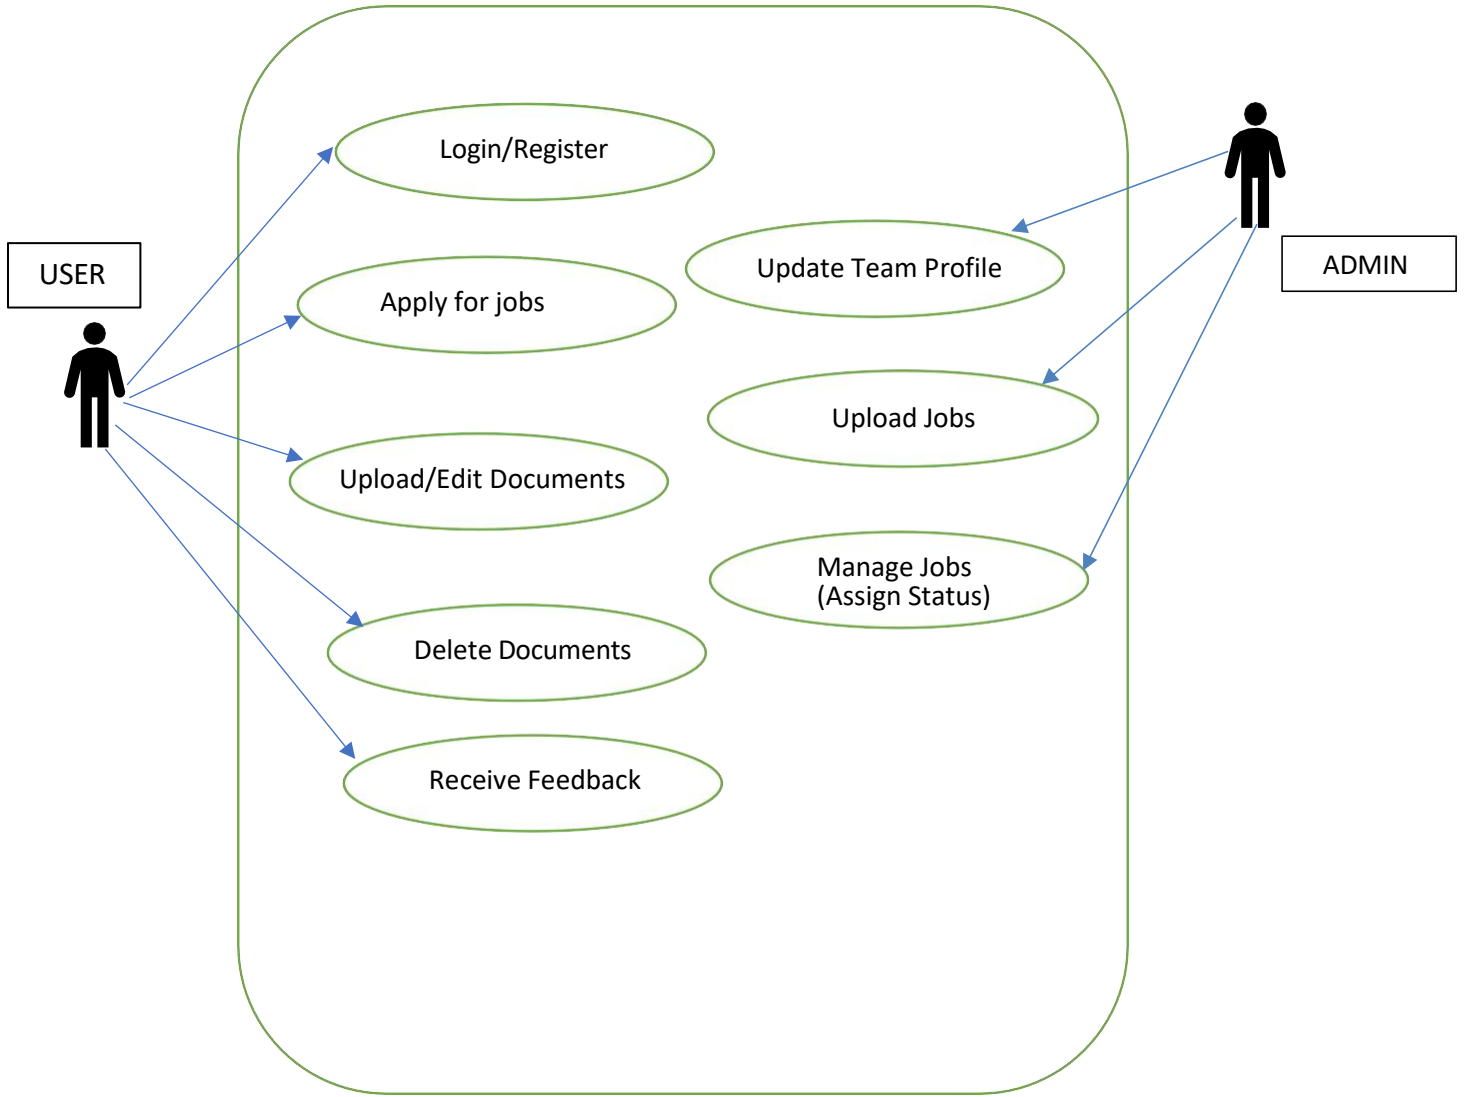 Login/Register
USER
Update Team Profile
ADMIN
Apply for jobs
Upload Jobs
Upload/Edit Documents
Manage Jobs
(Assign Status)
Delete Documents
Receive Feedback